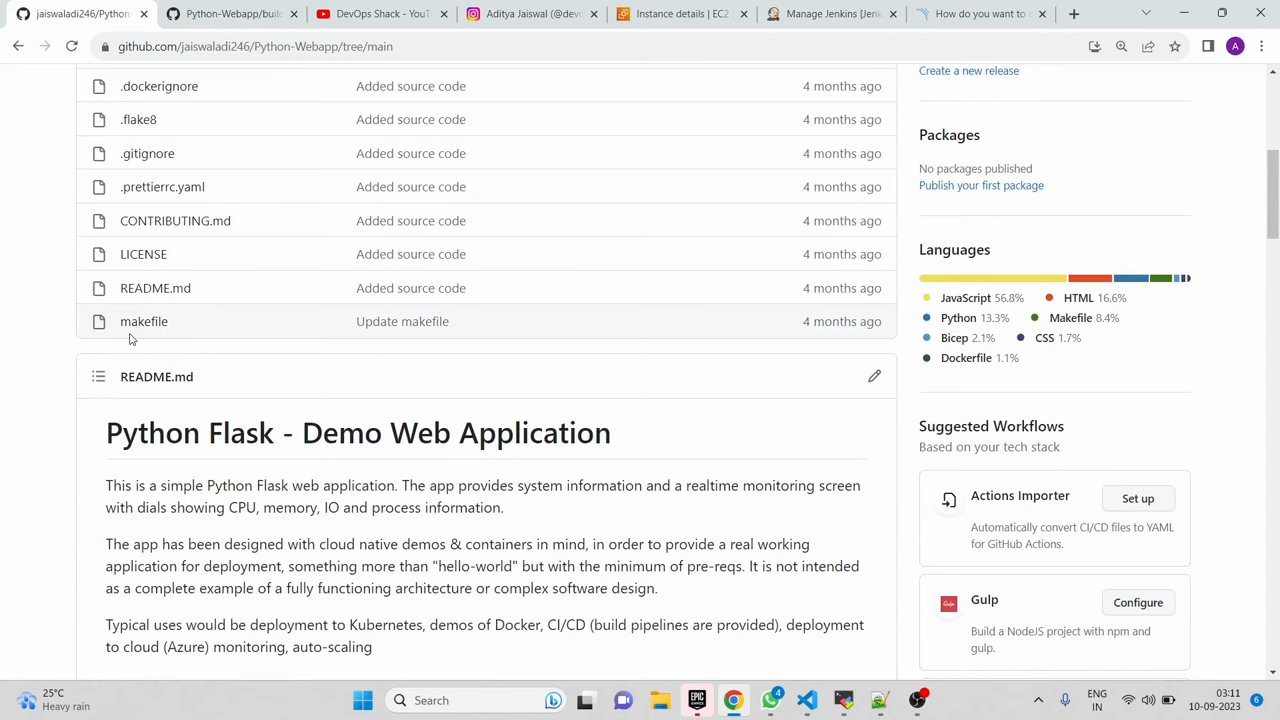 jaiswaladi246/Python-
Python-Webapp/buil
DevOps Stack - YouT
Aditya Jaiswal (@dev
Instance details | EC2
Manage Jenkins [Jenk
How do you want to c
github.com/jaiswaladi246/Python-Webapp/tree/main
A
.dockerignore Added source code 4 months ago
.flake8 Added source code 4 months ago
.gitignore Added source code 4 months ago
.prettierrc.yaml Added source code 4 months ago
CONTRIBUTING.md Added source code 4 months ago
LICENSE Added source code 4 months ago
README.md Added source code 4 months ago
makefile Update makefile 4 months ago
README.md
Python Flask - Demo Web Application
This is a simple Python Flask web application. The app provides system information and a realtime monitoring screen
with dials showing CPU, memory, IO and process information.
The app has been designed with cloud native demos & containers in mind, in order to provide a real working
application for deployment, something more than "hello-world" but with the minimum of pre-reqs. It is not intended
as a complete example of a fully functioning architecture or complex software design.
Typical uses would be deployment to Kubernetes, demos of Docker, CI/CD (build pipelines are provided), deployment
to cloud (Azure) monitoring, auto-scaling
Create a new release
Packages
No packages published
Publish your first package
Languages
JavaScript 56.8% HTML 16.6%
Python 13.3% Makefile 8.4%
Bicep 2.1% CSS 1.7%
Dockerfile 1.1%
Suggested Workflows
Based on your tech stack
Actions Importer Set up
Automatically convert CI/CD files to YAML
for GitHub Actions.
Gulp Gulp Configure
Build a NodeJS project with npm and
gulp.
25°C
Heavy rain
Search
EPIC
GAMES
4
ENG
IN
03:11
10-09-2023
6